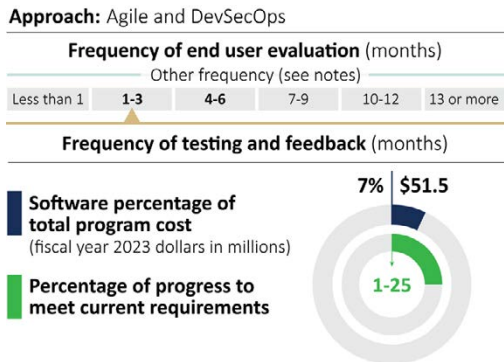 Approach: Agile and DevSecOps
Frequency of end user evaluation (months)
Other frequency (see notes)
Less than 1 1-3 4-6 7-9 10-12 13 or more
Frequency of testing and feedback (months)
7% $51.5
Software percentage of
total program cost
(fiscal year 2023 dollars in millions)
Percentage of progress to
meet current requirements
1-25